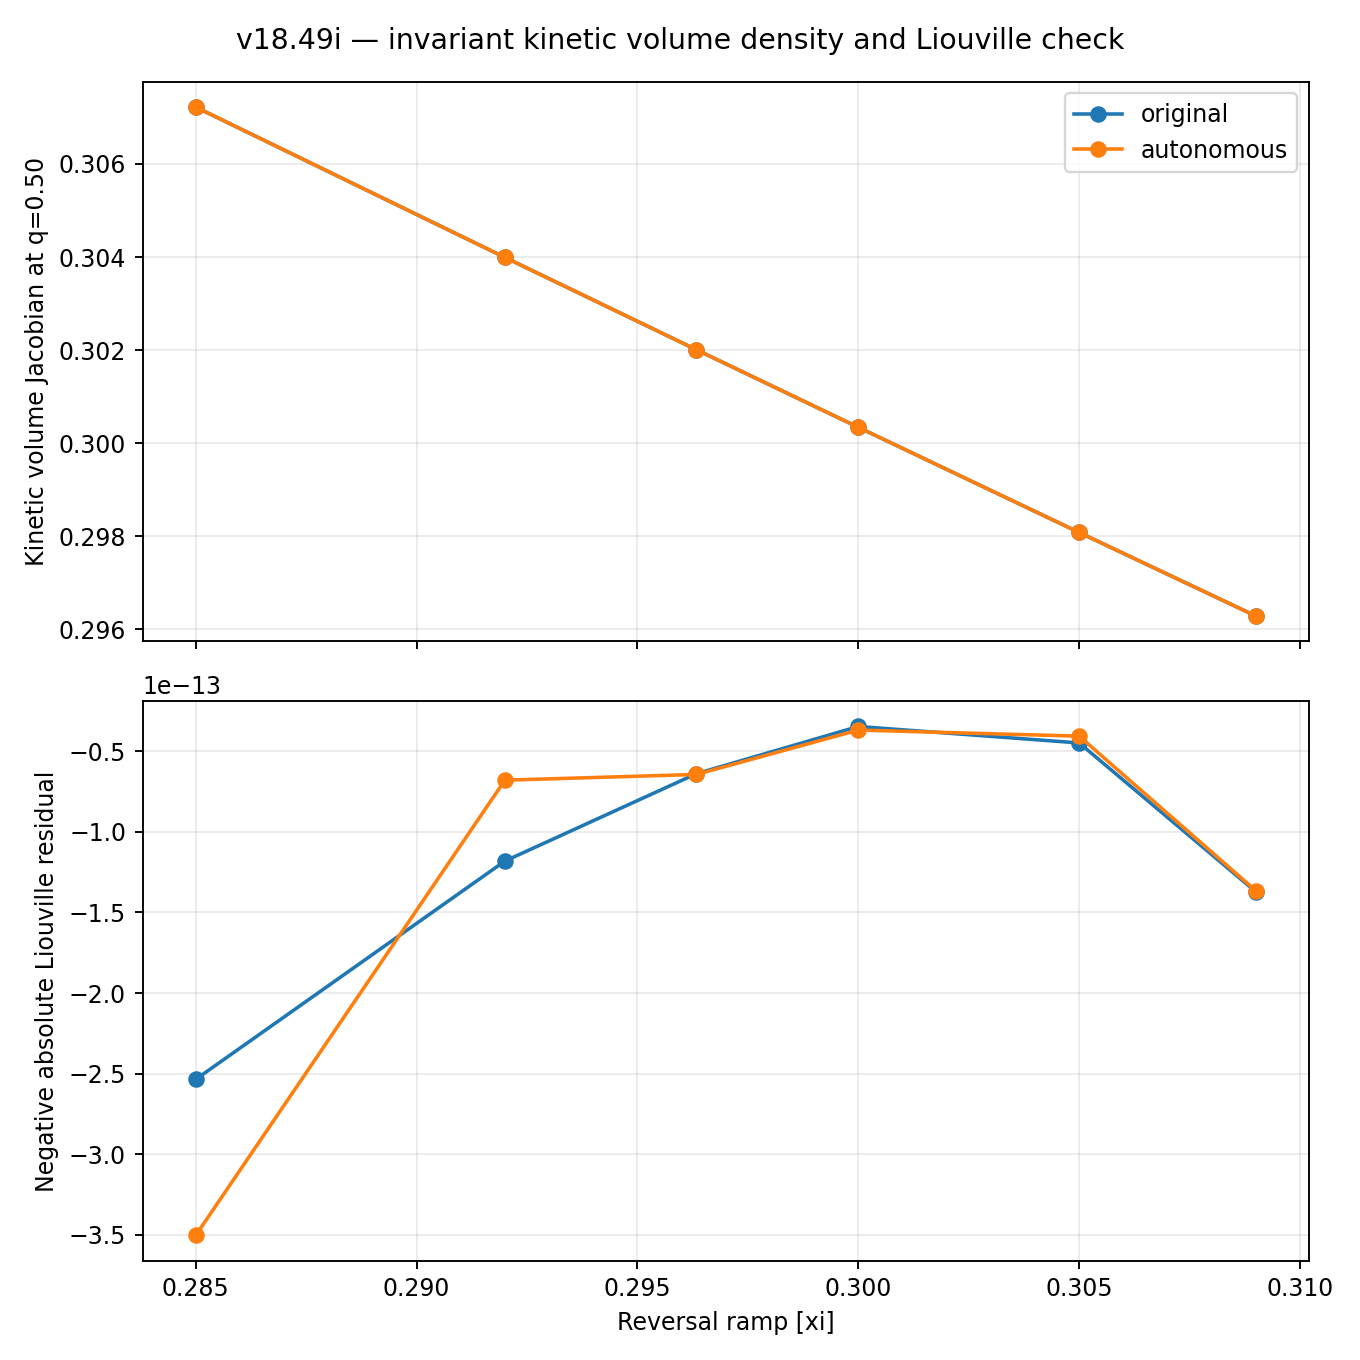 v18.49i — invariant kinetic volume density and Liouville check
original
autonomous
Kinetic volume Jacobian at q=0.50
0.306
0.304
0.302
0.300
0.298
0.296
1e−13
Negative absolute Liouville residual
−0.5
−1.0
−1.5
−2.0
−2.5
−3.0
−3.5
0.285 0.290 0.295 0.300 0.305 0.310
Reversal ramp [xi]